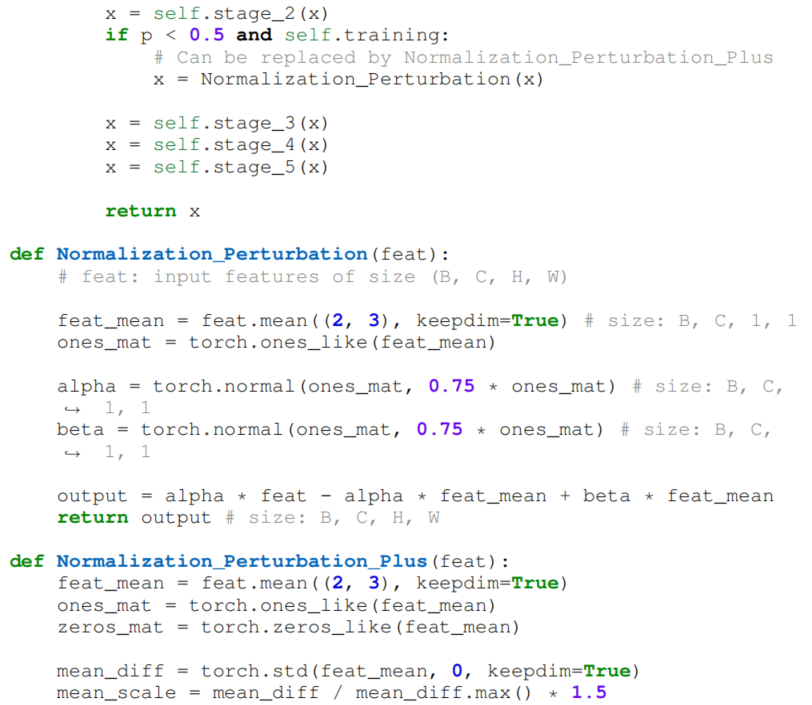 x = self.stage_2(x)
if p < 0.5 and self.training:
# Can be replaced by Normalization_Perturbation_Plus
x = Normalization_Perturbation(x)
x = self.stage_3(x)
x = self.stage_4(x)
x = self.stage_5(x)
return x
def Normalization_Perturbation(feat):
# feat: input features of size (B, C, H, W)
feat_mean = feat.mean((2, 3), keepdim=True) # size: B, C, 1, 1
ones_mat = torch.ones_like(feat_mean)
alpha = torch.normal(ones_mat, 0.75 * ones_mat) # size: B, C,
↪ 1, 1
beta = torch.normal(ones_mat, 0.75 * ones_mat) # size: B, C,
↪ 1, 1
output = alpha * feat - alpha * feat_mean + beta * feat_mean
return output # size: B, C, H, W
def Normalization_Perturbation_Plus(feat):
feat_mean = feat.mean((2, 3), keepdim=True)
ones_mat = torch.ones_like(feat_mean)
zeros_mat = torch.zeros_like(feat_mean)
mean_diff = torch.std(feat_mean, 0, keepdim=True)
mean_scale = mean_diff / mean_diff.max() * 1.5